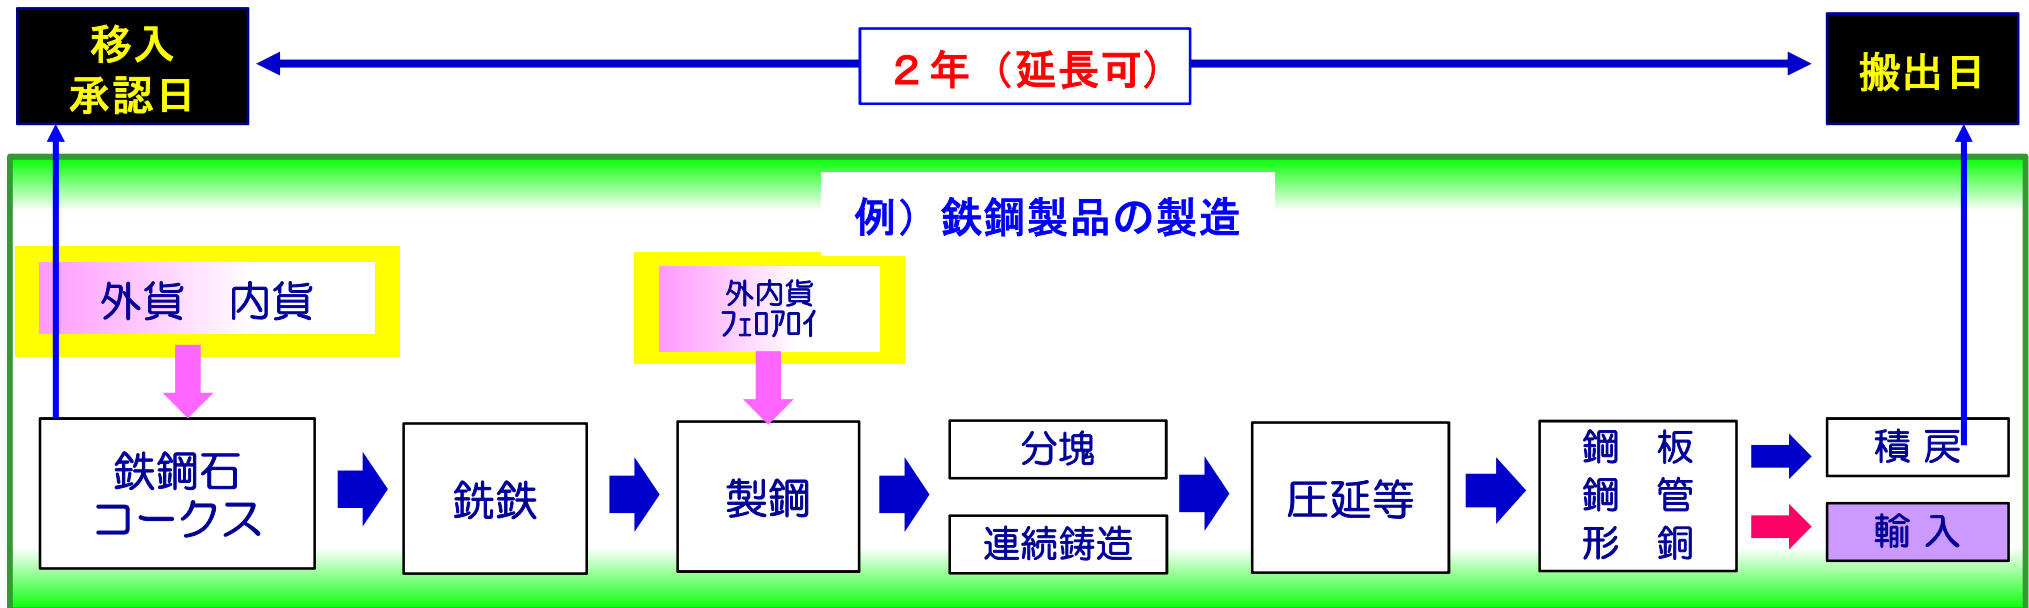 移入
承認日
２年（延長可）
搬出日
例）鉄鋼製品の製造
外貨　内貨
外内貨
ﾌｪﾛｱﾛｲ
鉄鋼石
コークス
銑鉄
製鋼
分塊
連続鋳造
圧延等
鋼　板
鋼　管
形　銅
積 戻
輸 入